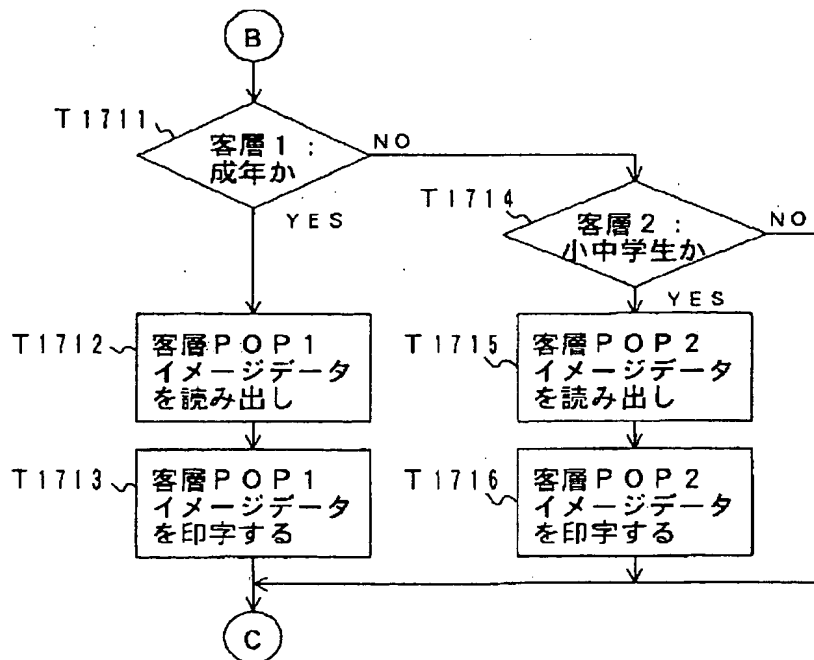 B
T1711
客層1:
成年か
NO
YES
T1714
客層2:
小中学生か
NO
YES
T1712
客層POP1
イメージデータ
を読み出し
T1715
客層POP2
イメージデータ
を読み出し
T1713
客層POP1
イメージデータ
を印字する
T1716
客層POP2
イメージデータ
を印字する
C